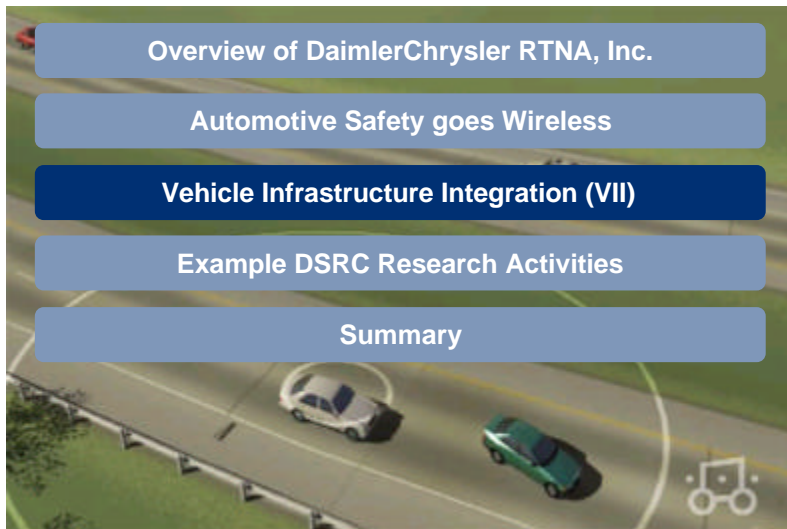 Overview of DaimlerChrysler RTNA, Inc.
Automotive Safety goes Wireless
Vehicle Infrastructure Integration (VII)
Example DSRC Research Activities
Summary